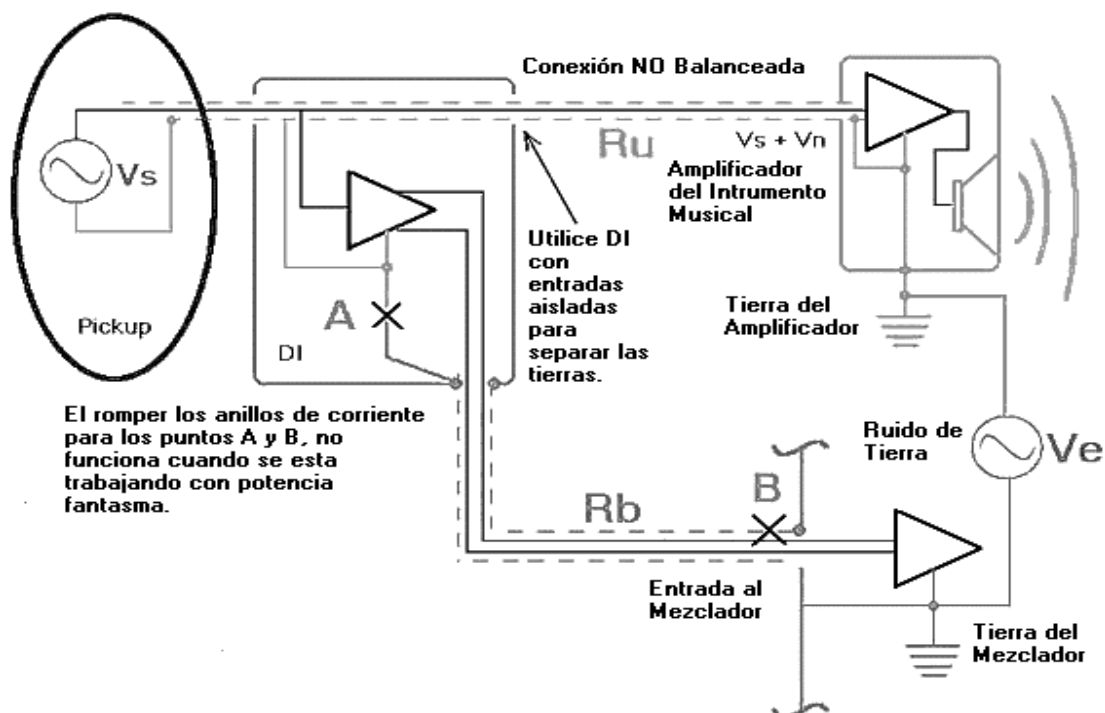 Conexión NO Balanceada
Vs
Ru
Vs + Vn
Amplificador
del Intrumento
Musical
Utilice DI
con
entradas
aisladas
para
separar las
tierras.
A
Pickup
DI
Tierra del
Amplificador
El romper los anillos de corriente
para los puntos A y B, no
funciona cuando se esta
trabajando con potencia
fantasma.
Ruido de
Tierra
Ve
B
Rb
Entrada al
Mezclador
Tierra del
Mezclador